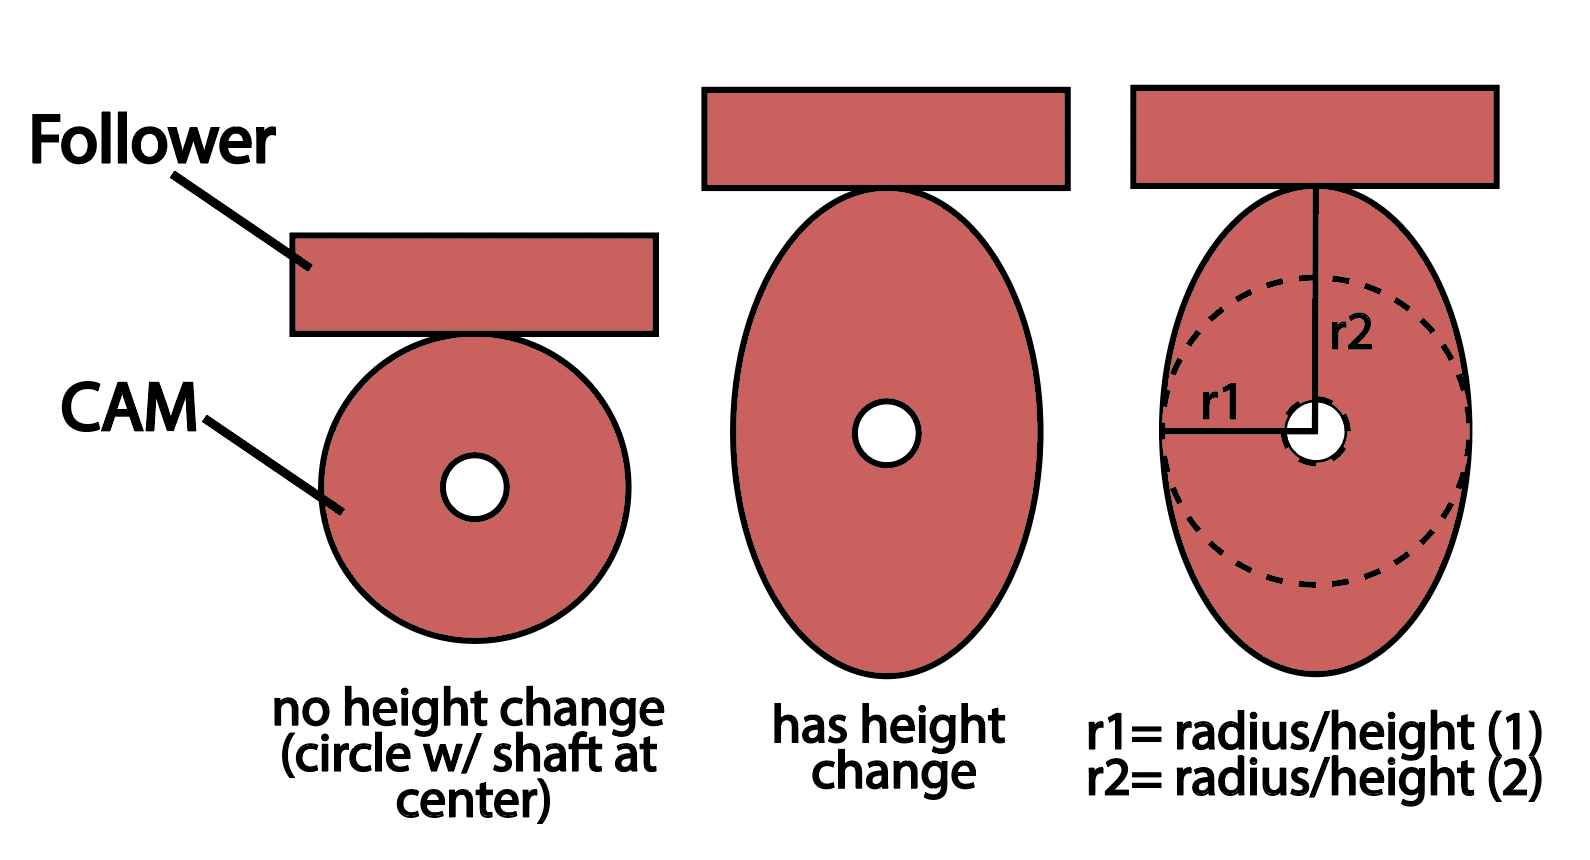 Follower
CAM
no height change
(circle w/ shaft at
center)
has height
change
r1
r2
r1= radius/height (1)
r2= radius/height (2)